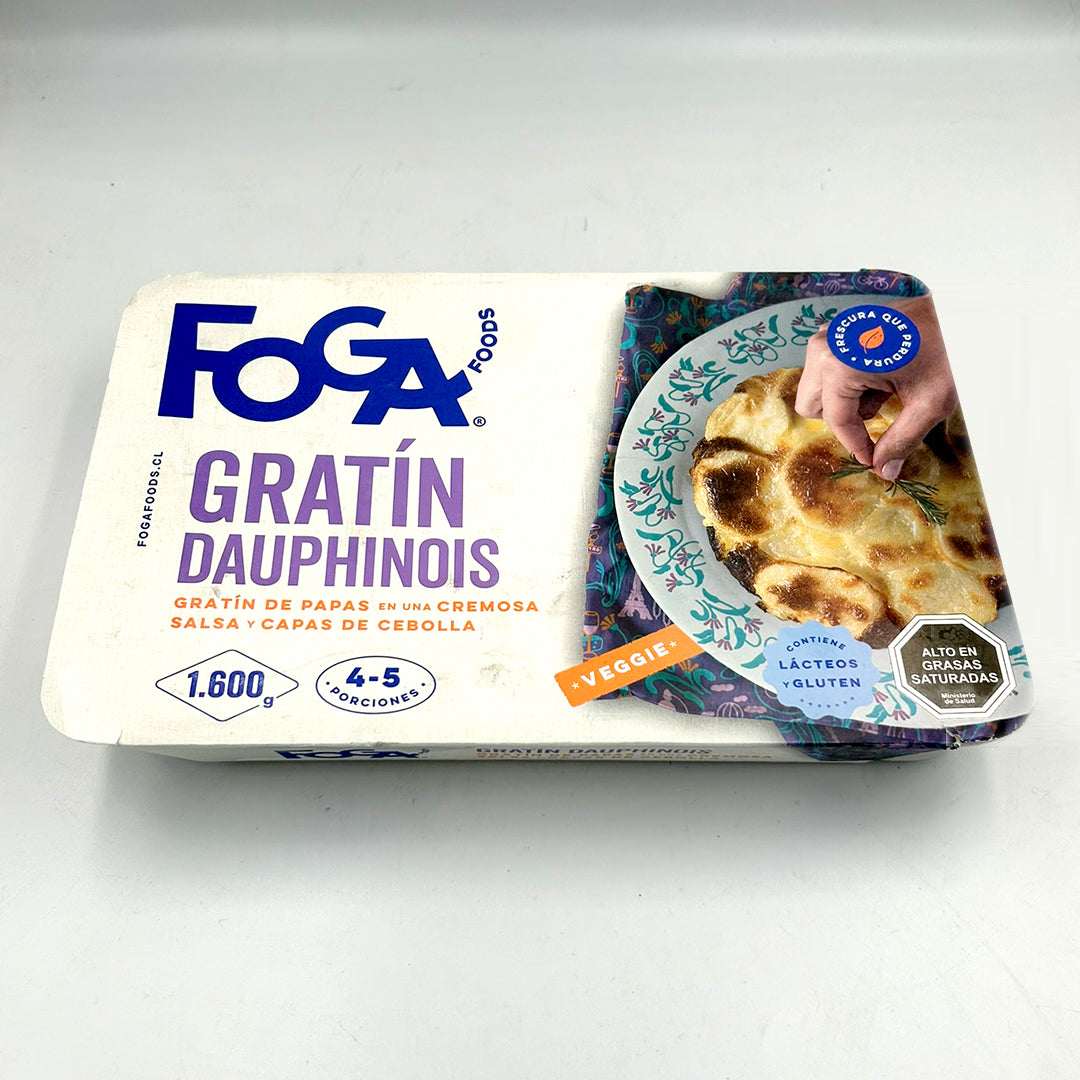 FOGA FOODS®
FOGAFOODS.CL
GRATÍN
DAUPHINOIS
GRATÍN DE PAPAS EN UNA CREMOSA
SALSA Y CAPAS DE CEBOLLA
1.600g
4-5
•PORCIONES•
FRESCURA QUE PERDURA •
*VEGGIE*
CONTIENE
LÁCTEOS
Y GLUTEN
ALTO EN
GRASAS
SATURADAS
Ministerio
de Salud
FOGA
GRATÍN DAUPHINOIS